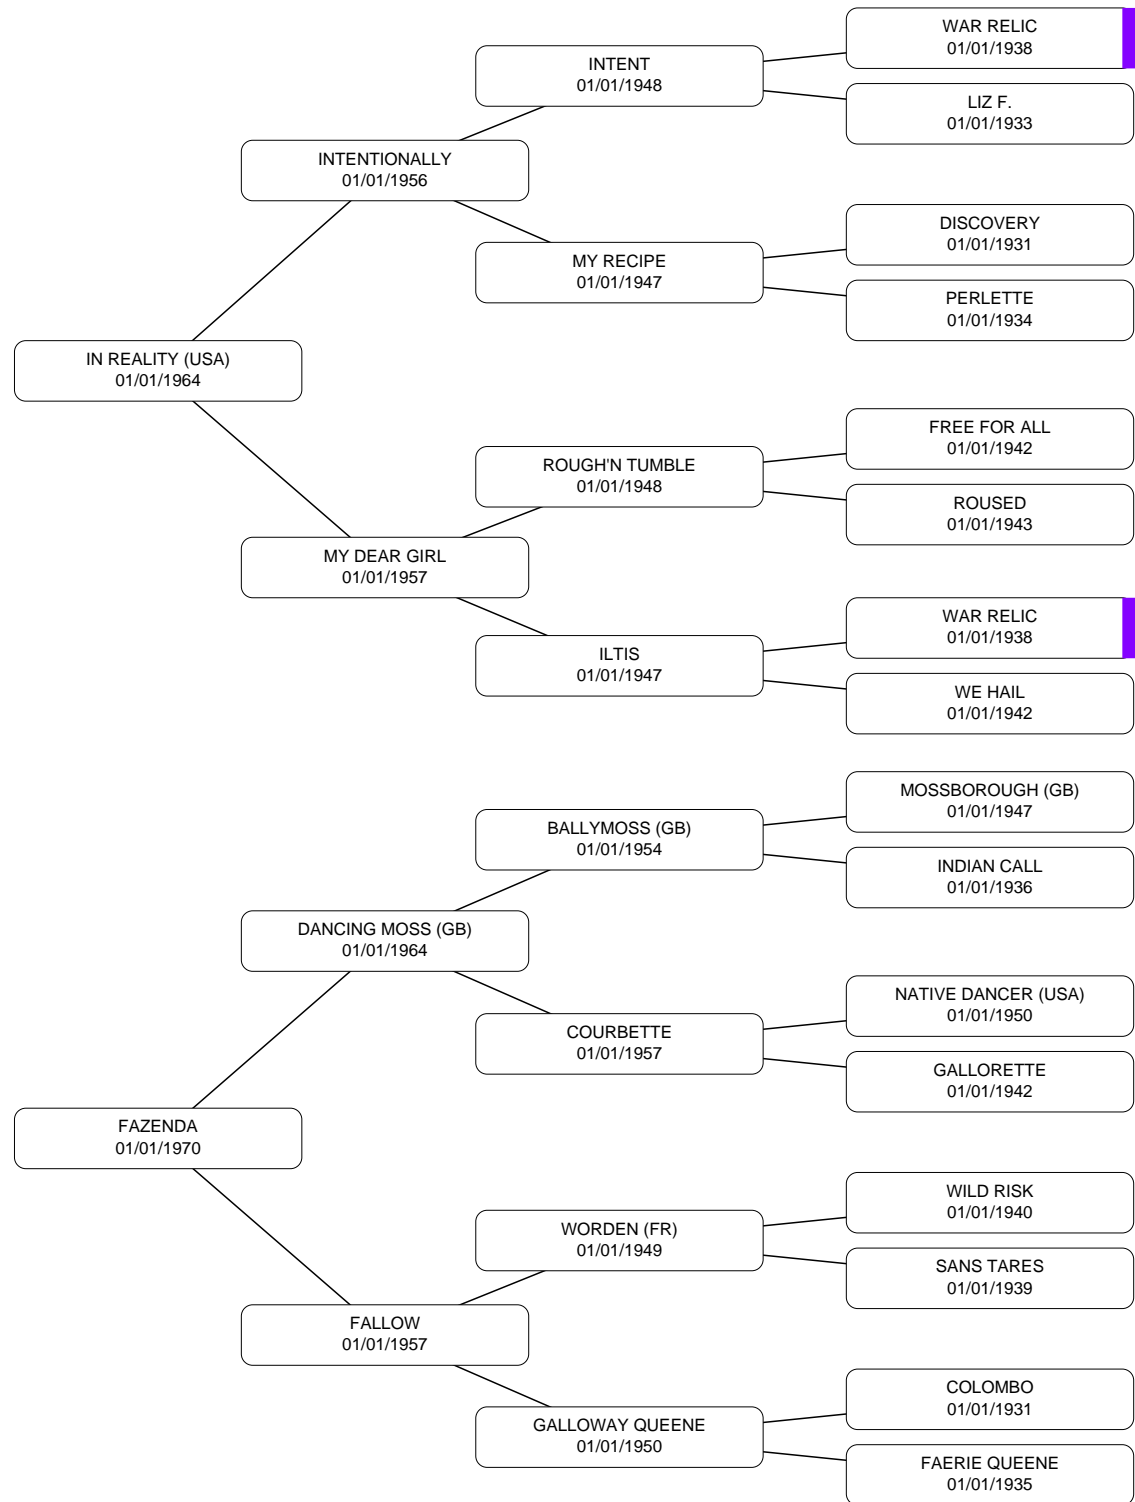 WAR RELIC
01/01/1938
INTENT
01/01/1948
LIZ F.
01/01/1933
INTENTIONALLY
01/01/1956
DISCOVERY
01/01/1931
MY RECIPE
01/01/1947
PERLETTE
01/01/1934
IN REALITY (USA)
01/01/1964
FREE FOR ALL
01/01/1942
ROUGH'N TUMBLE
01/01/1948
ROUSED
01/01/1943
MY DEAR GIRL
01/01/1957
WAR RELIC
01/01/1938
ILTIS
01/01/1947
WE HAIL
01/01/1942
MOSSBOROUGH (GB)
01/01/1947
BALLYMOSS (GB)
01/01/1954
INDIAN CALL
01/01/1936
DANCING MOSS (GB)
01/01/1964
NATIVE DANCER (USA)
01/01/1950
COURBETTE
01/01/1957
GALLORETTE
01/01/1942
FAZENDA
01/01/1970
WILD RISK
01/01/1940
WORDEN (FR)
01/01/1949
SANS TARES
01/01/1939
FALLOW
01/01/1957
COLOMBO
01/01/1931
GALLOWAY QUEENE
01/01/1950
FAERIE QUEENE
01/01/1935